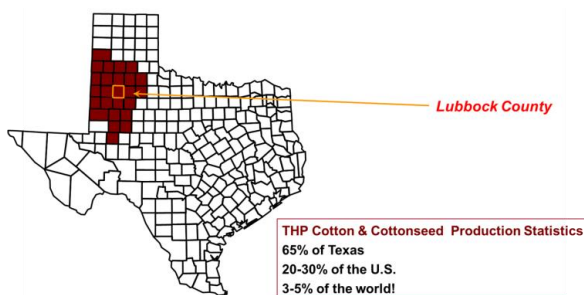 Lubbock County
THP Cotton & Cottonseed Production Statistics
65% of Texas
20-30% of the U.S.
3-5% of the world!